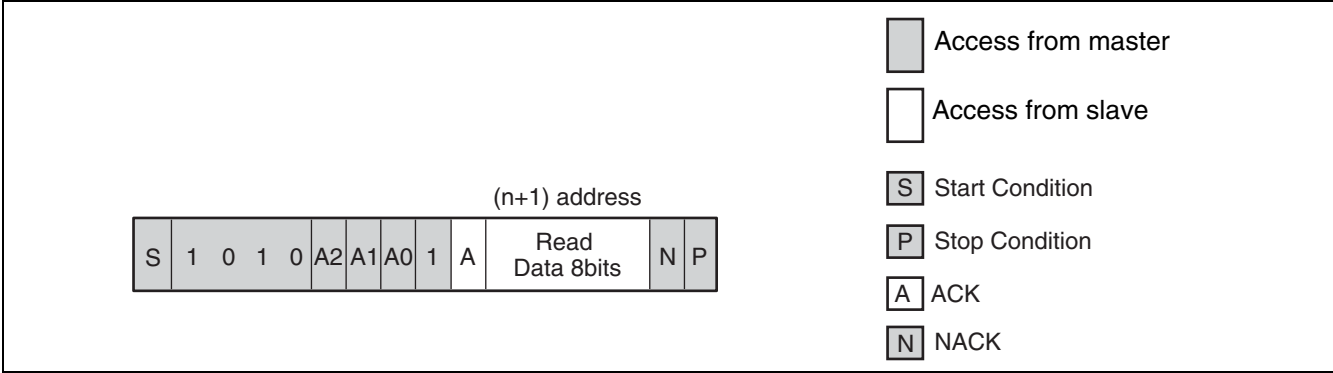 Access from master
Access from slave
(n+1) address
S 1 0 1 0 A2 A1 A0 1 A Read Data 8bits N P
S Start Condition
P Stop Condition
A ACK
N NACK